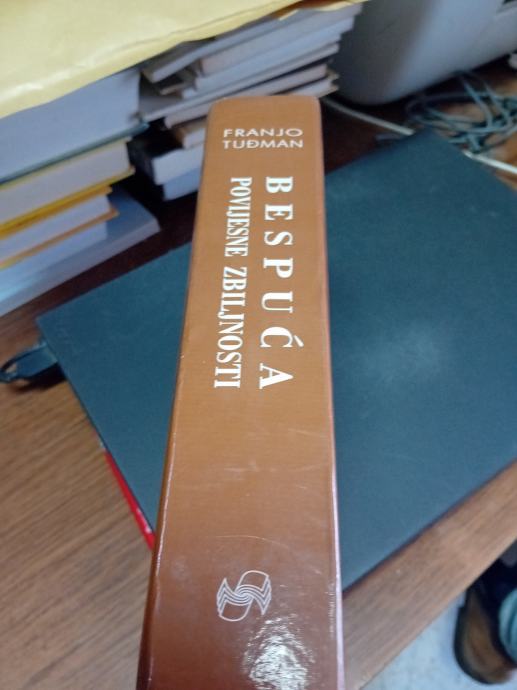 FRANJO
TUĐMAN
BESPUĆA
POVIJESNE ZBILJNOSTI